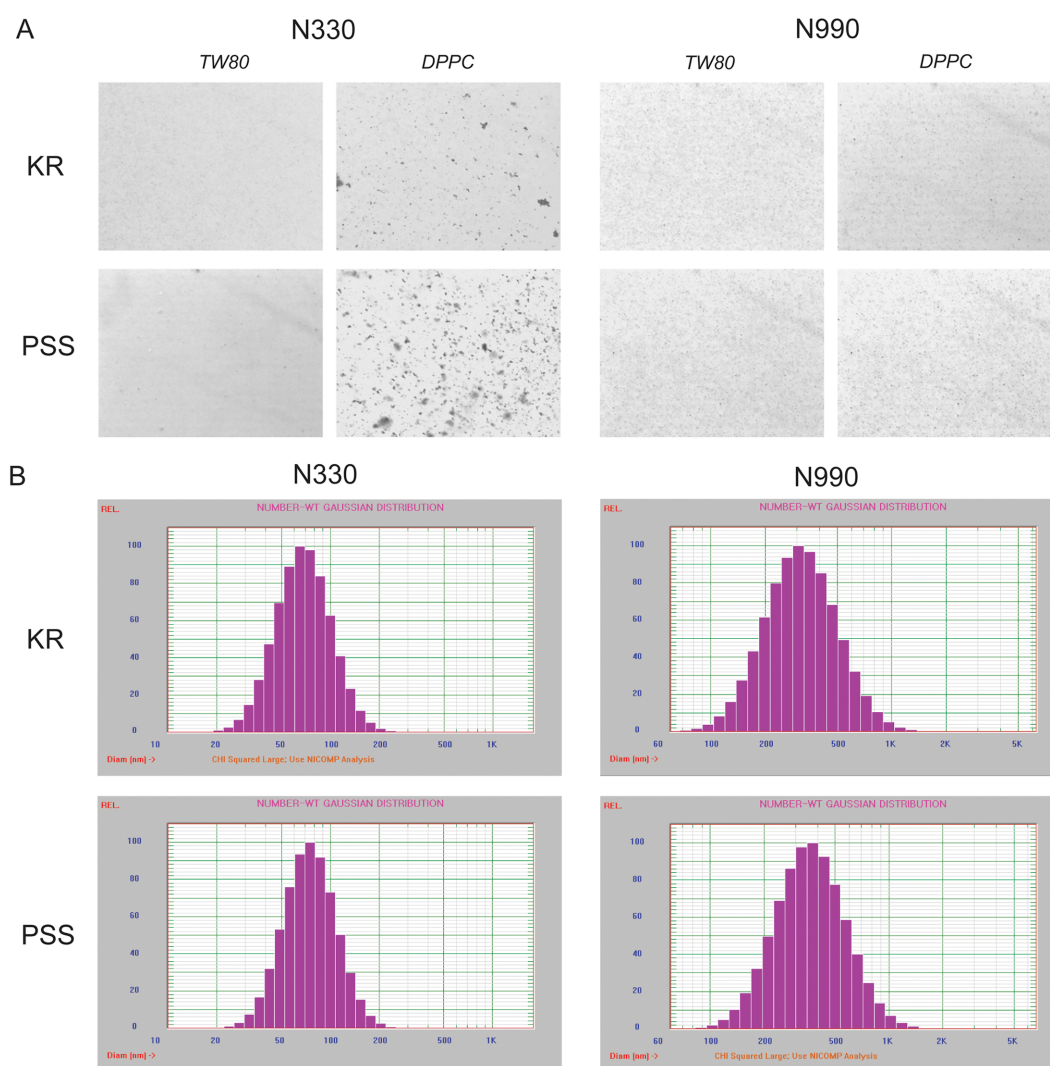 A
N330
N990
TW80
DPPC
TW80
DPPC
KR
PSS
B
N330
N990
KR
REL.
NUMBER-WT GAUSSIAN DISTRIBUTION
100
80
60
40
20
0
10
20
50
100
200
500
1K
Diam (nm) ->
CHI Squared Large; Use NICOMP Analysis
REL.
NUMBER-WT GAUSSIAN DISTRIBUTION
100
80
60
40
20
0
60
100
200
500
1K
2K
5K
Diam (nm) ->
PSS
REL.
NUMBER-WT GAUSSIAN DISTRIBUTION
100
80
60
40
20
0
10
20
50
100
200
500
1K
Diam (nm) ->
REL.
NUMBER-WT GAUSSIAN DISTRIBUTION
100
80
60
40
20
0
60
100
200
500
1K
2K
5K
Diam (nm) ->
CHI Squared Large; Use NICOMP Analysis